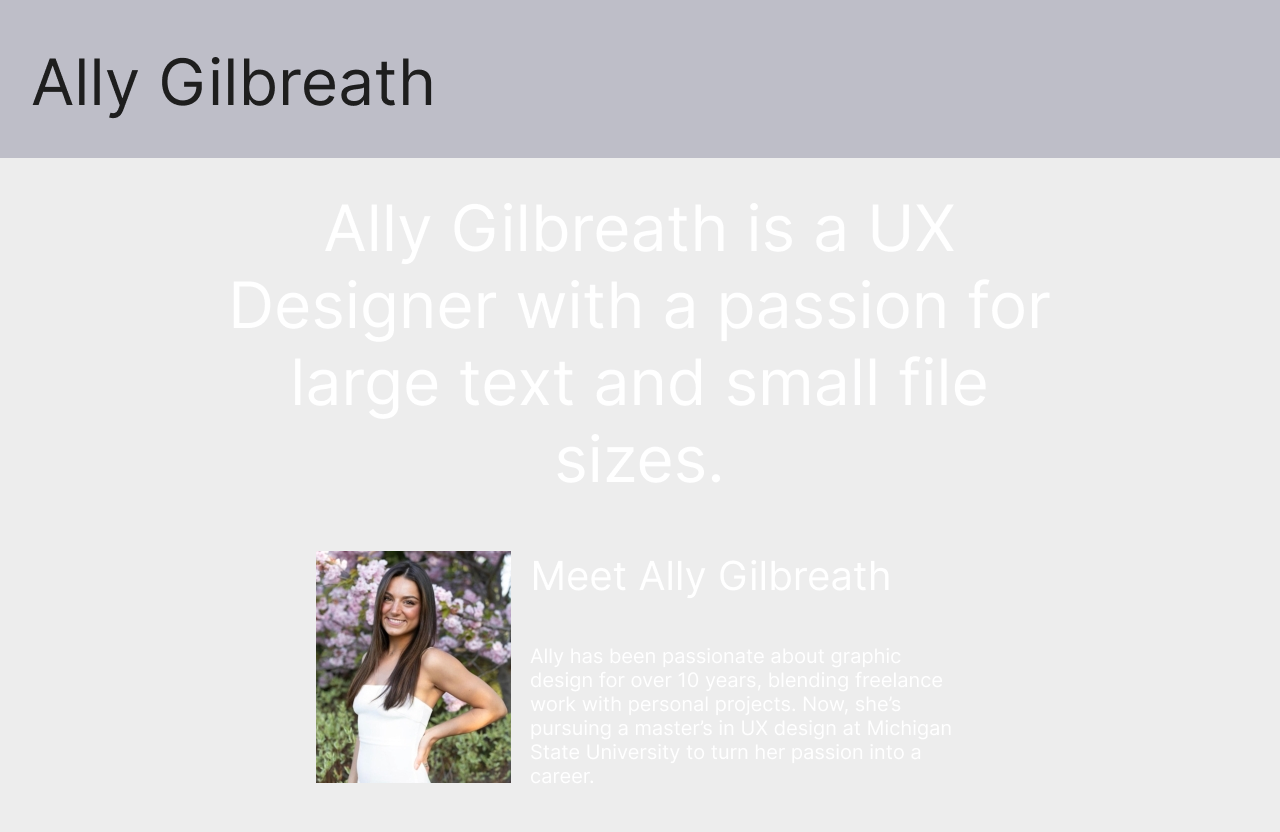 Ally Gilbreath
Ally Gilbreath is a UX
Designer with a passion for
large text and small file
sizes.
Meet Ally Gilbreath
Ally has been passionate about graphic
design for over 10 years, blending freelance
work with personal projects. Now, she's
pursuing a master's in UX design at Michigan
State University to turn her passion into a
career.